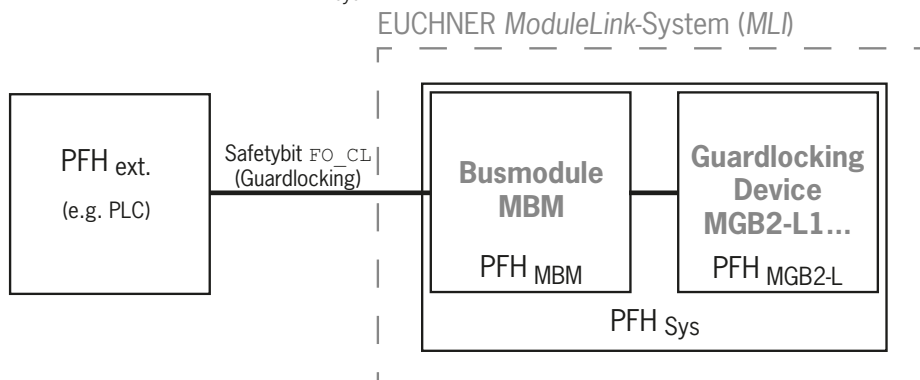 EUCHNER ModuleLink-System (MLI)
PFH ext.
(e.g. PLC)
Safetybit FO_CL
(Guardlocking)
Busmodule
MBM
PFH MBM
Guardlocking
Device
MGB2-L1...
PFH MGB2-L
PFH Sys